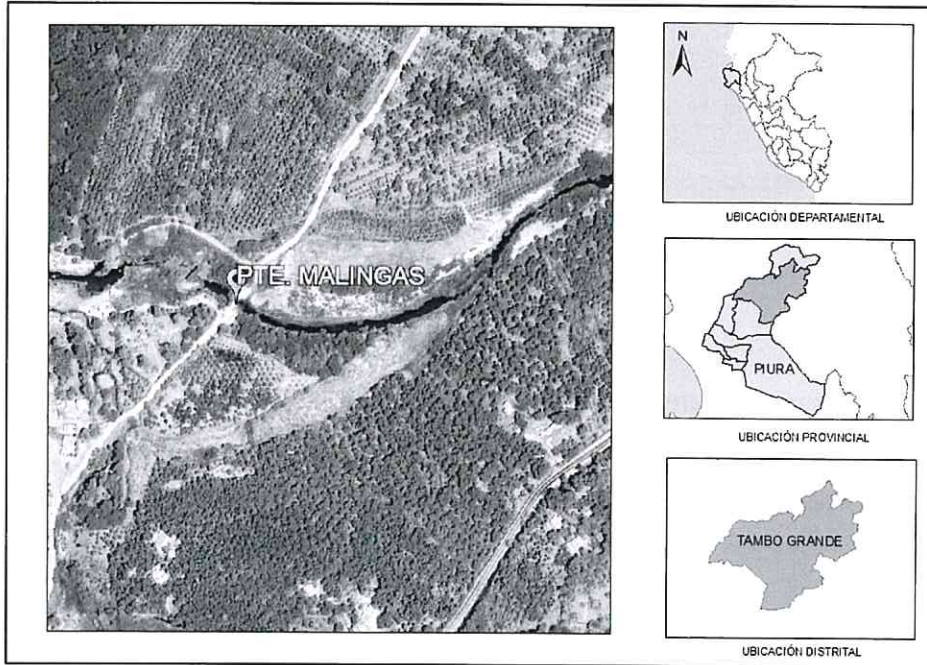 PTE. MALINGAS
N
UBICACIÓN DEPARTAMENTAL
PIURA
UBICACIÓN PROVINCIAL
TAMBO GRANDE
UBICACIÓN DISTRITAL